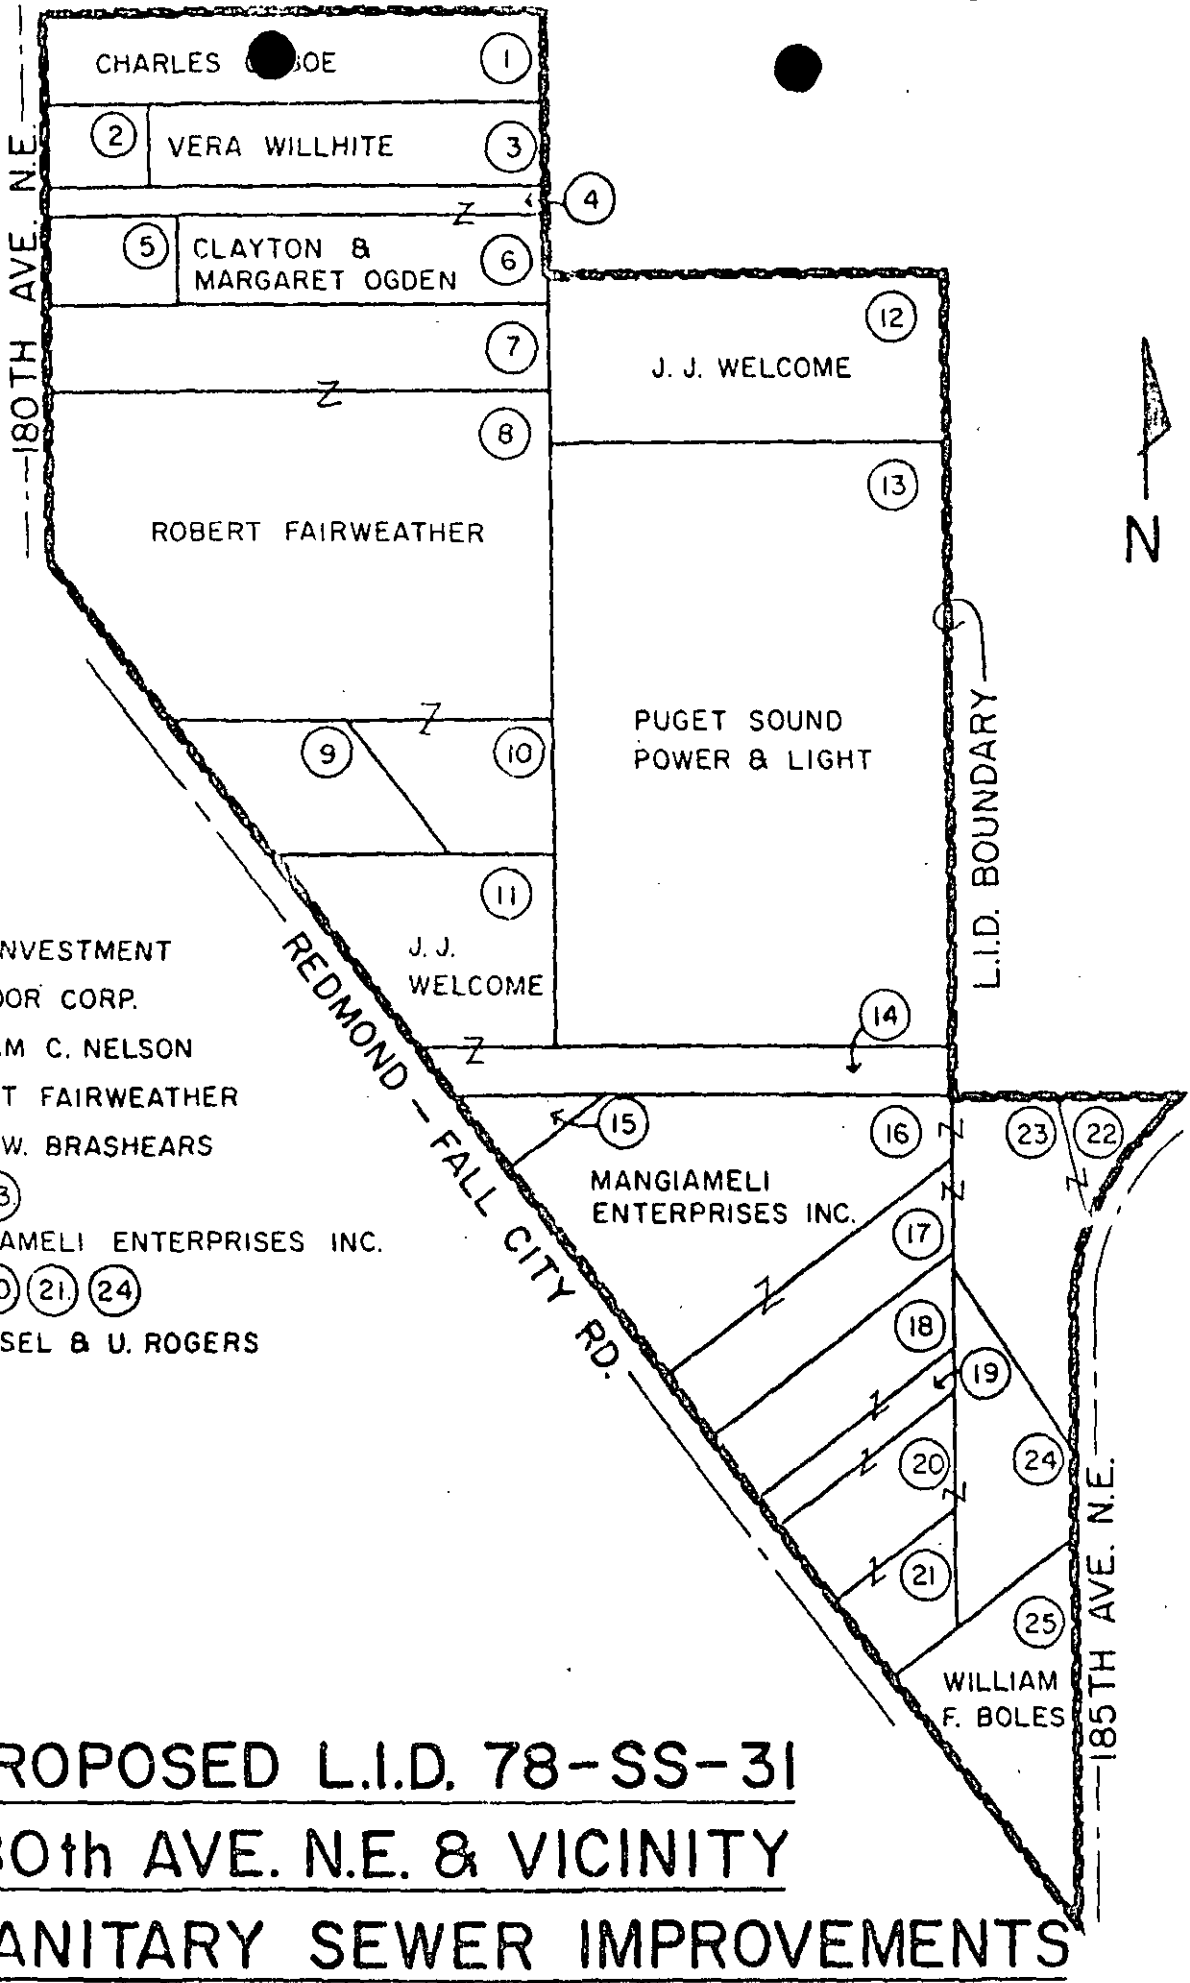 CHARLES
1
180TH AVE. N.E.
2
VERA WILLHITE
3
4
5
CLAYTON &
MARGARET OGDEN
6
7
12
J. J. WELCOME
8
13
ROBERT FAIRWEATHER
N
9
10
PUGET SOUND
POWER & LIGHT
L.I.D. BOUNDARY
11
J. J.
WELCOME
REDMOND - FALL CITY RD.
14
15
16
23
22
MANGIAMELI
ENTERPRISES INC.
17
18
19
20
24
21
25
185TH AVE. N.E.
WILLIAM
F. BOLES
NVESTMENT
OOR CORP.
M C. NELSON
T FAIRWEATHER
W. BRASHEARS
3
AMELI ENTERPRISES INC.
0 21 24
SEL & U. ROGERS
ROPOSED L.I.D. 78-SS-31
80th AVE. N.E. & VICINITY
ANITARY SEWER IMPROVEMENTS